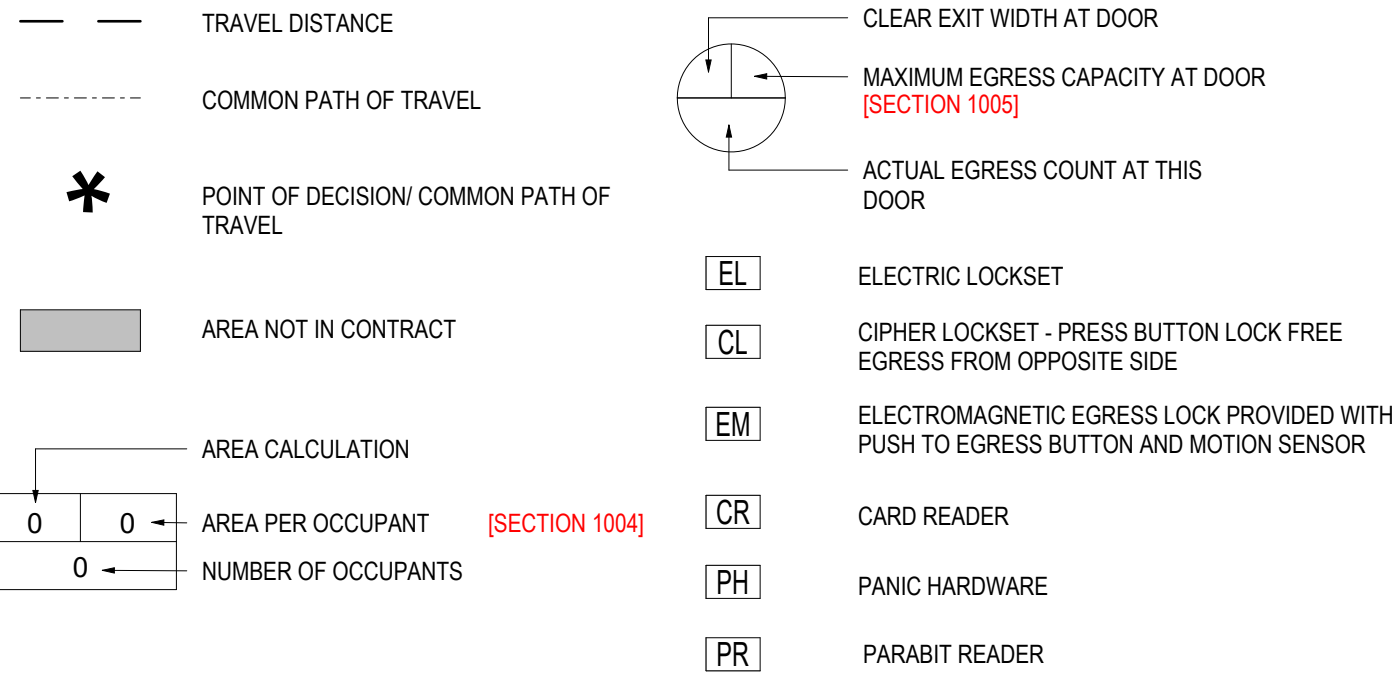 TRAVEL DISTANCE
COMMON PATH OF TRAVEL
POINT OF DECISION/ COMMON PATH OF
TRAVEL
AREA NOT IN CONTRACT
AREA CALCULATION
0 0 AREA PER OCCUPANT [SECTION 1004]
0 NUMBER OF OCCUPANTS
CLEAR EXIT WIDTH AT DOOR
MAXIMUM EGRESS CAPACITY AT DOOR
[SECTION 1005]
ACTUAL EGRESS COUNT AT THIS
DOOR
EL ELECTRIC LOCKSET
CL CIPHER LOCKSET - PRESS BUTTON LOCK FREE
EGRESS FROM OPPOSITE SIDE
EM ELECTROMAGNETIC EGRESS LOCK PROVIDED WITH
PUSH TO EGRESS BUTTON AND MOTION SENSOR
CR CARD READER
PH PANIC HARDWARE
PR PARABIT READER